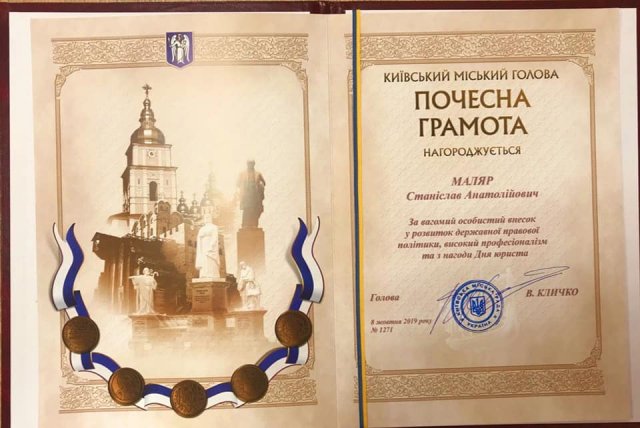 КИЇВСЬКИЙ МІСЬКИЙ ГОЛОВА
ПОЧЕСНА
ГРАМОТА
НАГОРОДЖУЄТЬСЯ
МАЛЯР
Станіслав Анатолійович
За вагомий особистий внесок
у розвиток державної правової
політики, високий професіоналізм
та з нагоди Дня юриста
Голова
В. КЛИЧКО
8 жовтня 2019 року
№ 1271
УКРАЇНА